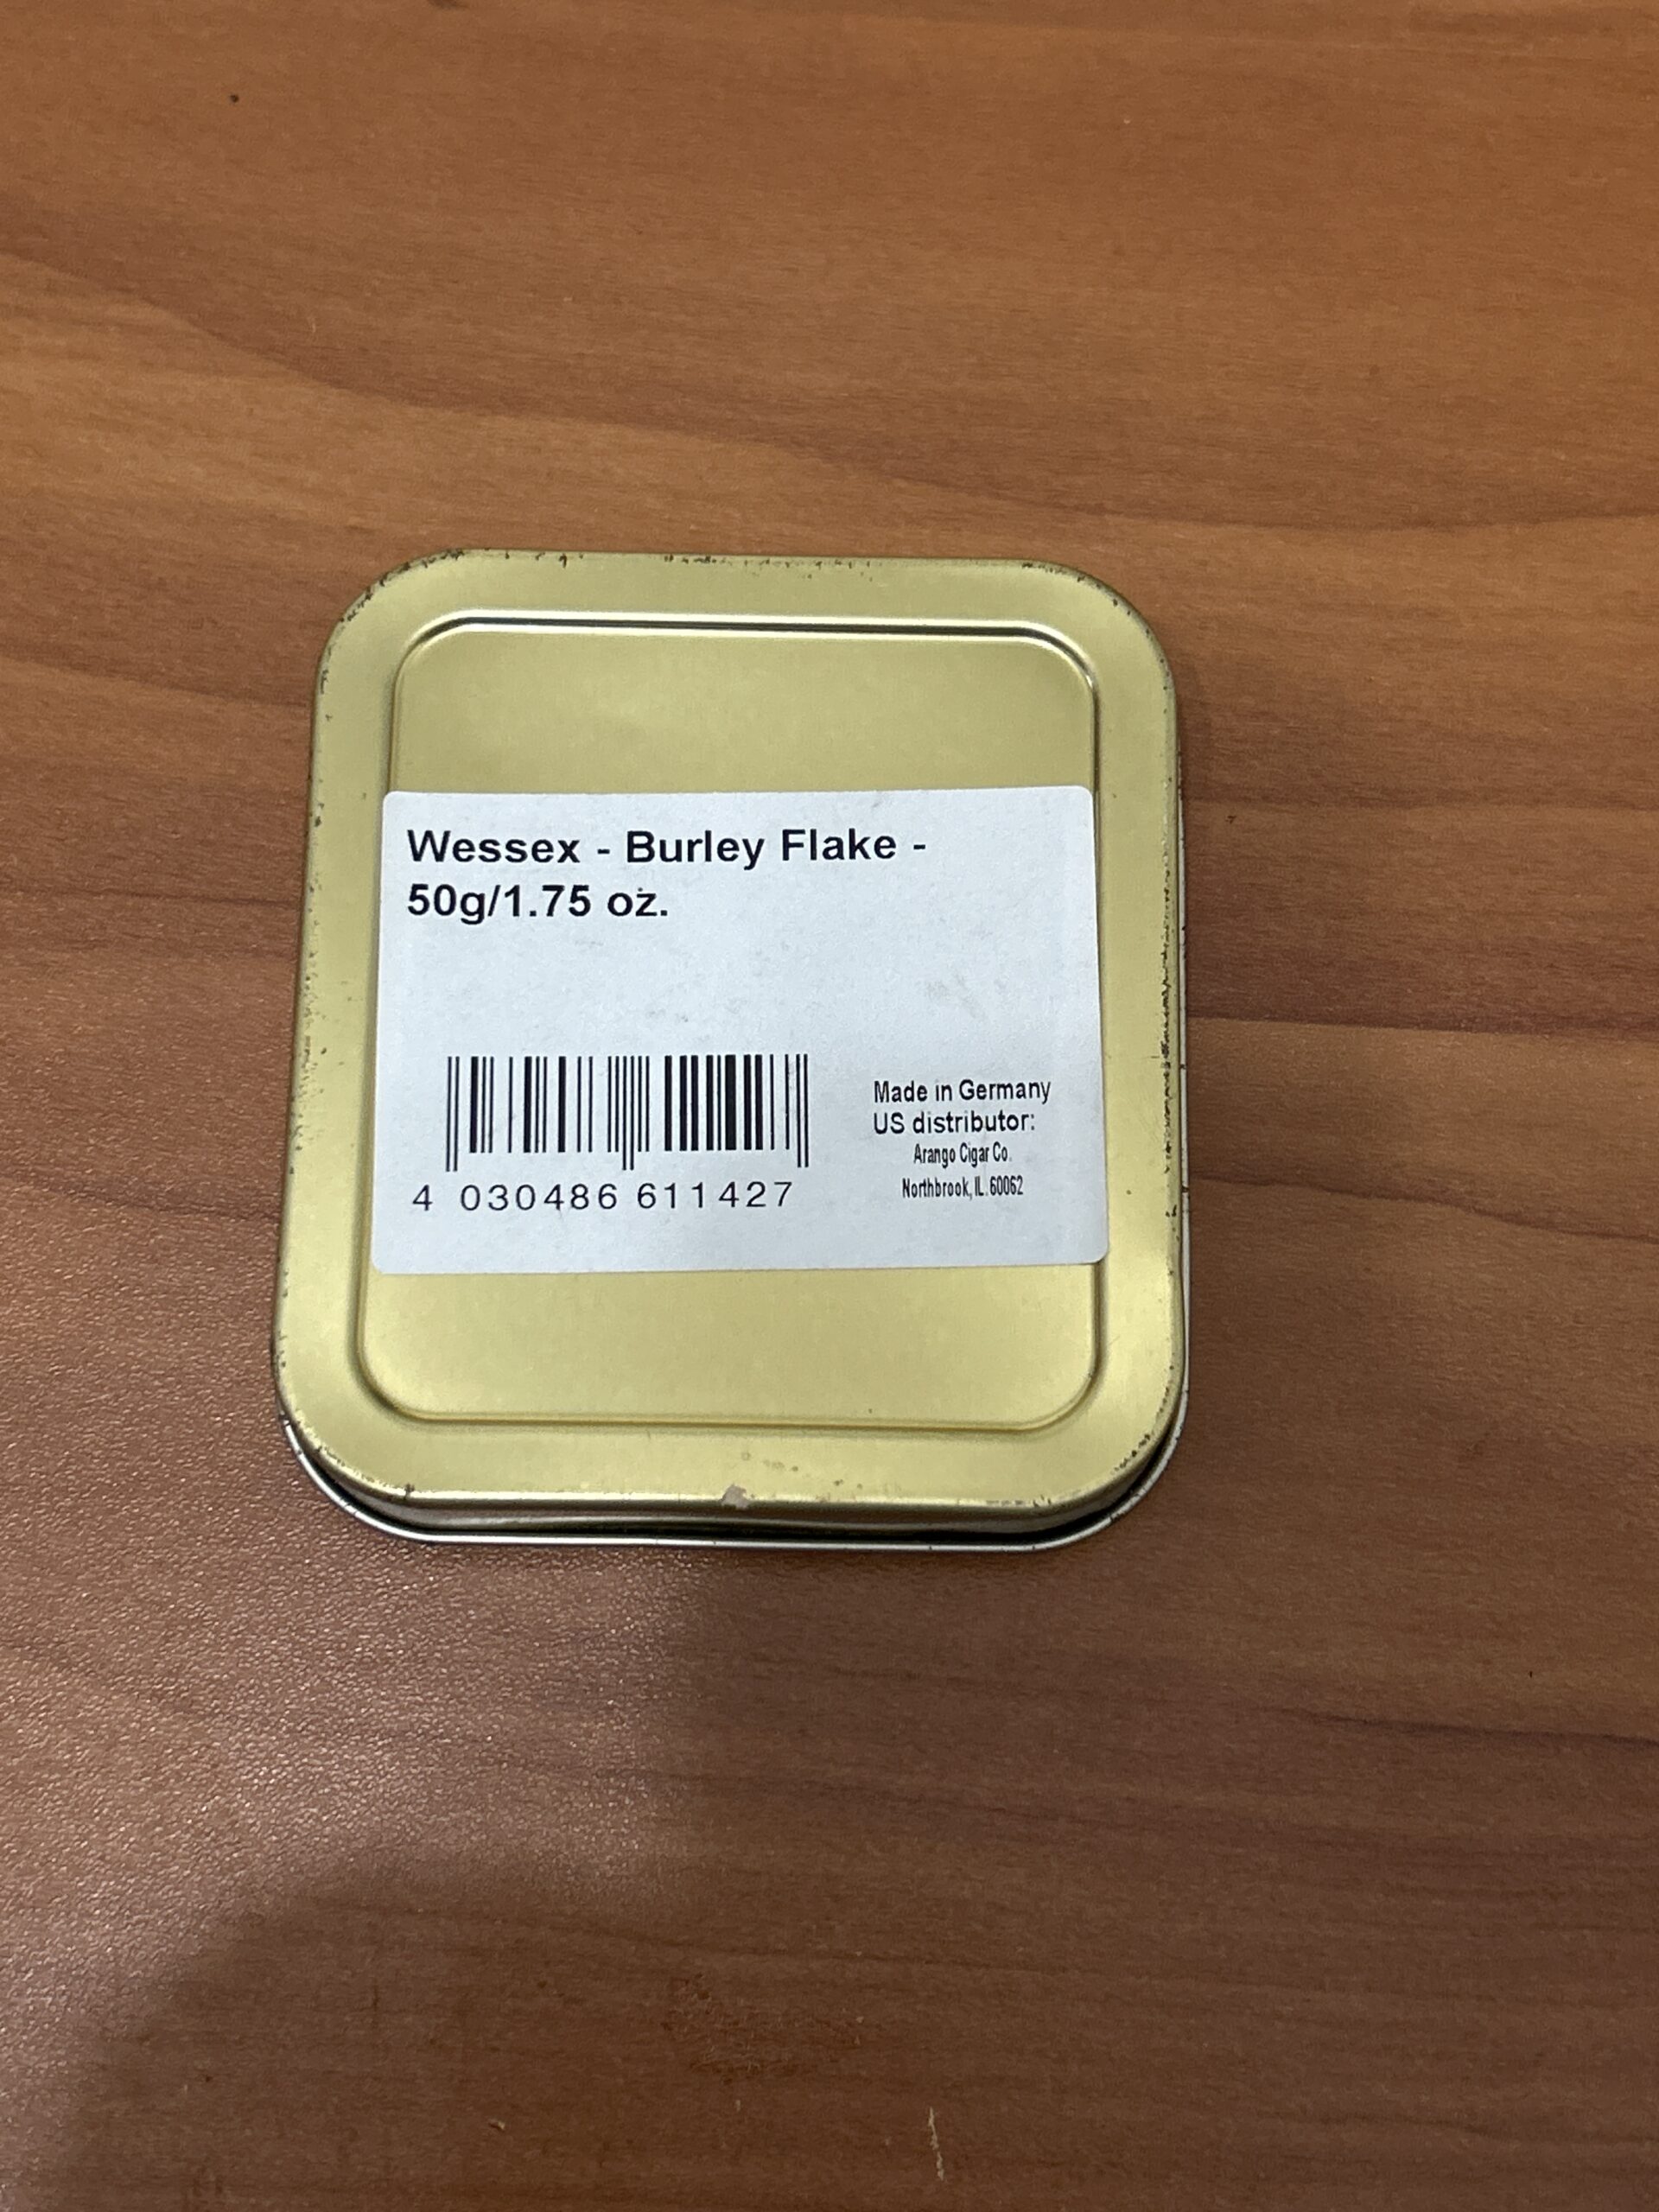 Wessex - Burley Flake -
50g/1.75 oz.
4 030486 611427
Made in Germany
US distributor:
Arango Cigar Co.
Northbrook, IL. 60062